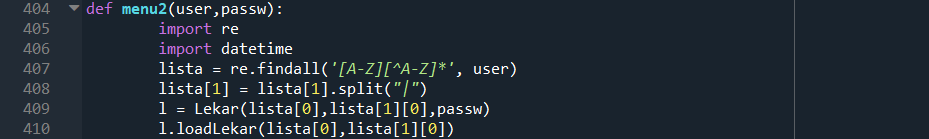 404 def menu2(user,passw):
405 import re
406 import datetime
407 lista = re.findall('[A-Z][^A-Z]*', user)
408 lista[1] = lista[1].split("|")
409 l = Lekar(lista[0],lista[1][0],passw)
410 l.loadLekar(lista[0],lista[1][0])